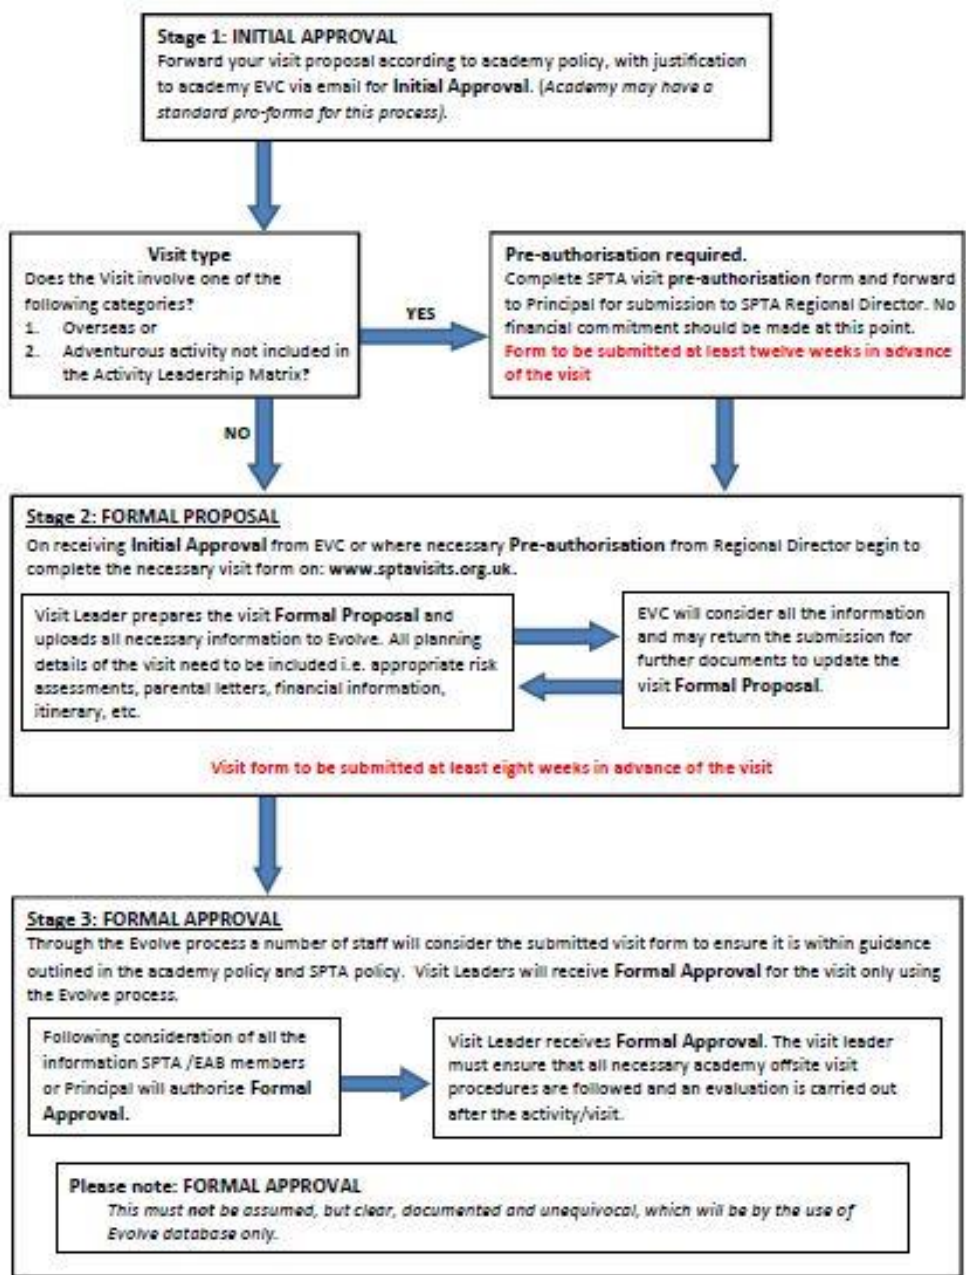 Stage 1: INITIAL APPROVAL
Forward your visit proposal according to academy policy, with justification
to academy EVC via email for Initial Approval. (Academy may have a
standard pro-forma for this process).
Visit type
Does the Visit involve one of the
following categories?
1. Overseas or
2. Adventurous activity not included in
the Activity Leadership Matrix?
YES
Pre-authorisation required.
Complete SPTA visit pre-authorisation form and forward
to Principal for submission to SPTA Regional Director. No
financial commitment should be made at this point.
Form to be submitted at least twelve weeks in advance
of the visit
NO
Stage 2: FORMAL PROPOSAL
On receiving Initial Approval from EVC or where necessary Pre-authorisation from Regional Director begin to
complete the necessary visit form on: www.sptavisits.org.uk.
Visit Leader prepares the visit Formal Proposal and
uploads all necessary information to Evolve. All planning
details of the visit need to be included i.e. appropriate risk
assessments, parental letters, financial information,
itinerary, etc.
EVC will consider all the information
and may return the submission for
further documents to update the
visit Formal Proposal.
Visit form to be submitted at least eight weeks in advance of the visit
Stage 3: FORMAL APPROVAL
Through the Evolve process a number of staff will consider the submitted visit form to ensure it is within guidance
outlined in the academy policy and SPTA policy. Visit Leaders will receive Formal Approval for the visit only using
the Evolve process.
Following consideration of all the
information SPTA /EAB members
or Principal will authorise Formal
Approval.
Visit Leader receives Formal Approval. The visit leader
must ensure that all necessary academy offsite visit
procedures are followed and an evaluation is carried out
after the activity/visit.
Please note: FORMAL APPROVAL
This must not be assumed, but clear, documented and unequivocal, which will be by the use of
Evolve database only.